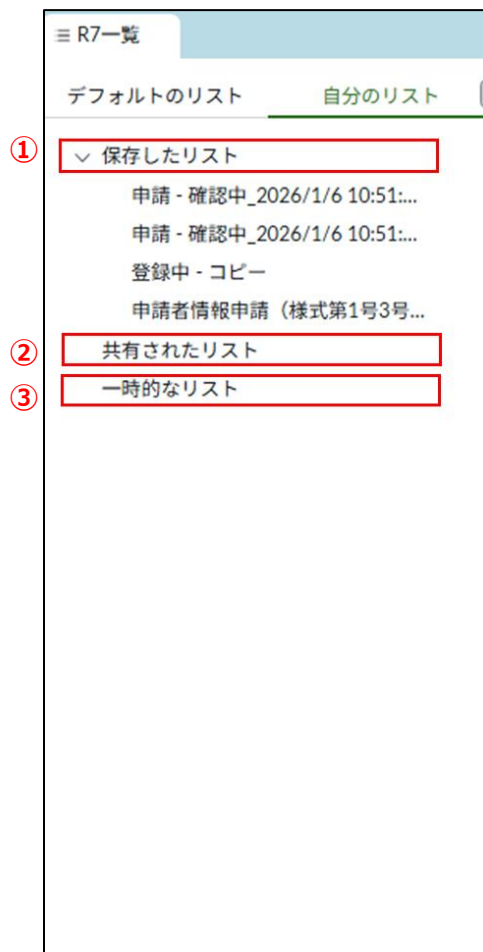 ≡ R7一覧
デフォルトのリスト 自分のリスト
① 保存したリスト
申請 - 確認中_2026/1/6 10:51:...
申請 - 確認中_2026/1/6 10:51:...
登録中 - コピー
申請者情報申請（様式第1号3号...
② 共有されたリスト
③ 一時的なリスト